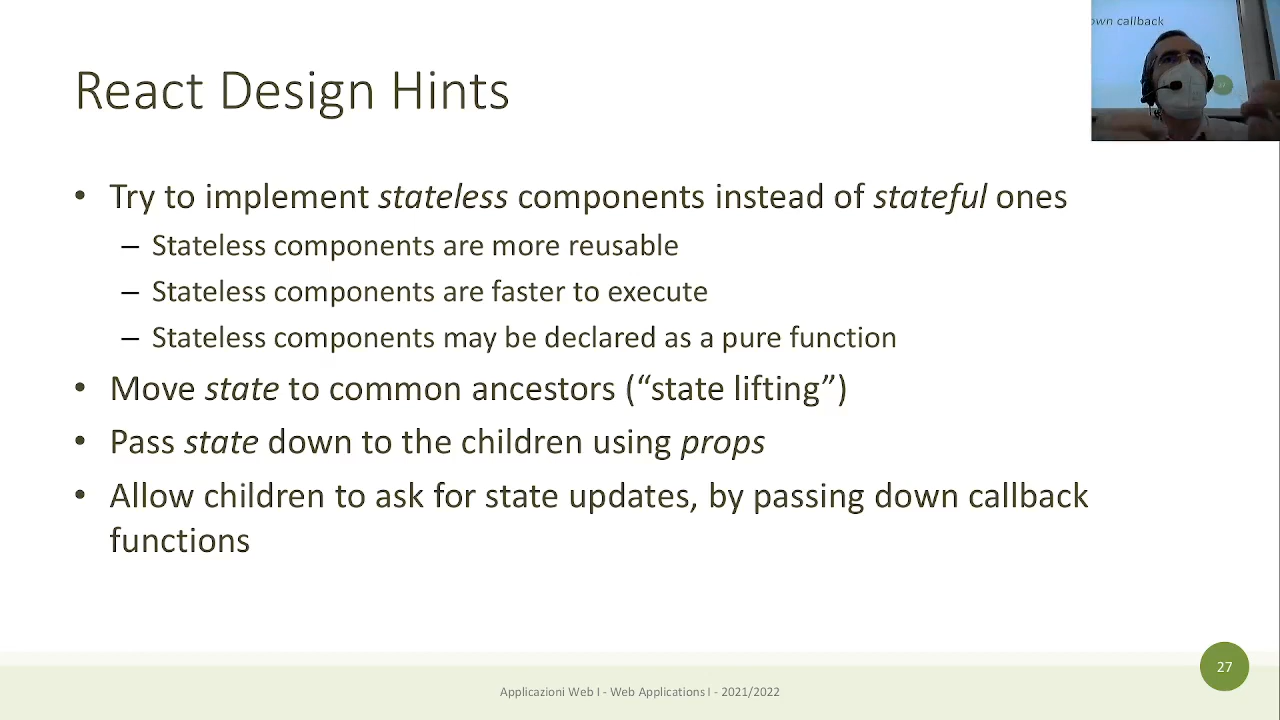 React Design Hints
own callback
• Try to implement stateless components instead of stateful ones
– Stateless components are more reusable
– Stateless components are faster to execute
– Stateless components may be declared as a pure function
• Move state to common ancestors (“state lifting”)
• Pass state down to the children using props
• Allow children to ask for state updates, by passing down callback
functions
27
Applicazioni Web I - Web Applications I - 2021/2022